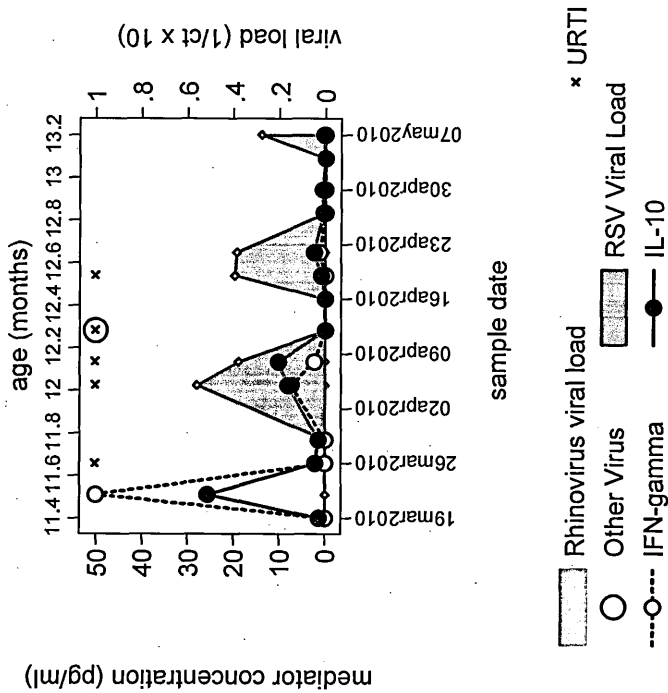 age (months)
11.4 11.6 11.8 12 12.2 12.4 12.6 12.8 13 13.2
mediator concentration (pg/ml)
50
40
30
20
10
0
viral load (1/ct x 10)
1
.8
.6
.4
.2
0
19mar2010 26mar2010 02apr2010 09apr2010 16apr2010 23apr2010 30apr2010 07may2010
sample date
Rhinovirus viral load × URTI
Other Virus RSV Viral Load
IFN-gamma IL-10